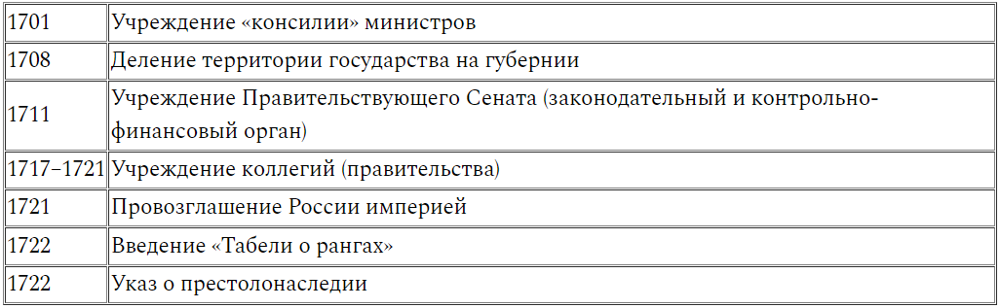 1701 Учреждение «консилии» министров
1708 Деление территории государства на губернии
1711 Учреждение Правительствующего Сената (законодательный и контрольно-
финансовый орган)
1717–1721 Учреждение коллегий (правительства)
1721 Провозглашение России империей
1722 Введение «Табели о рангах»
1722 Указ о престолонаследии